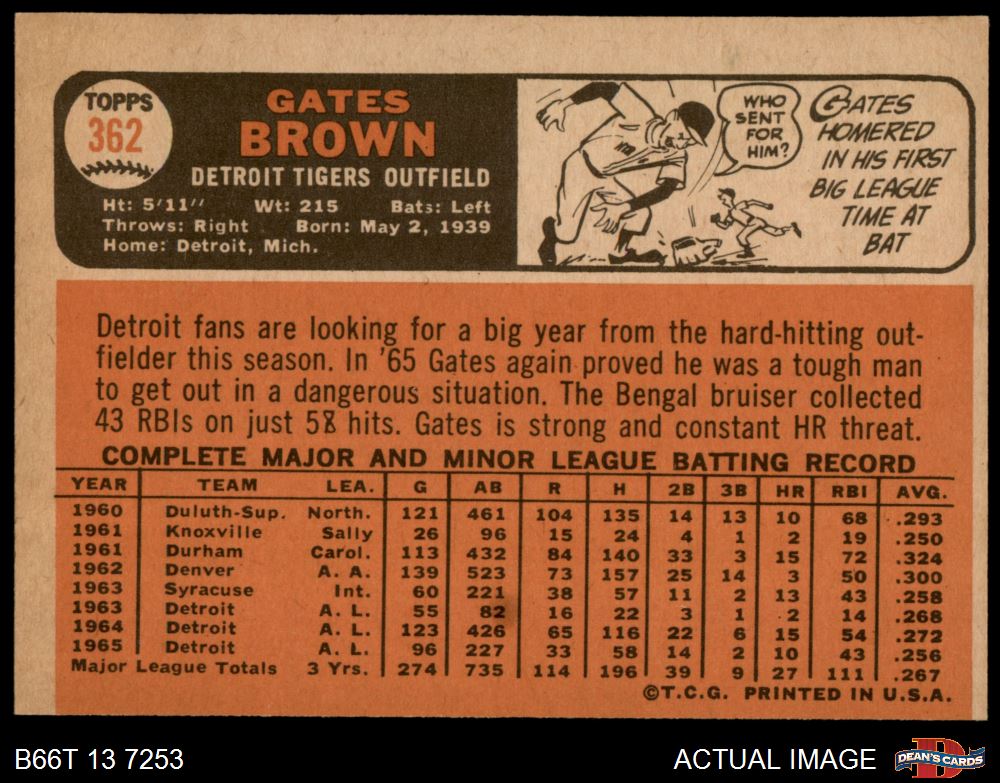 TOPPS
362
GATES
BROWN
DETROIT TIGERS OUTFIELD
Ht: 5'11" Wt: 215 Bats: Left
Throws: Right Born: May 2, 1939
Home: Detroit, Mich.
WHO
SENT
FOR
HIM?
GATES
HOMERED
IN HIS FIRST
BIG LEAGUE
TIME AT
BAT
Detroit fans are looking for a big year from the hard-hitting out-
fielder this season. In '65 Gates again proved he was a tough man
to get out in a dangerous situation. The Bengal bruiser collected
43 RBIs on just 58 hits. Gates is strong and constant HR threat.
COMPLETE MAJOR AND MINOR LEAGUE BATTING RECORD
YEAR TEAM LEA. G AB R H 2B 3B HR RBI AVG.
1960 Duluth-Sup. North. 121 461 104 135 14 13 10 68 .293
1961 Knoxville Sally 26 96 15 24 4 1 2 19 .250
1961 Durham Carol. 113 432 84 140 33 3 15 72 .324
1962 Denver A. A. 139 523 73 157 25 14 3 50 .300
1963 Syracuse Int. 60 221 38 57 11 2 13 43 .258
1963 Detroit A. L. 55 82 16 22 3 1 2 14 .268
1964 Detroit A. L. 123 426 65 116 22 6 15 54 .272
1965 Detroit A. L. 96 227 33 58 14 2 10 43 .256
Major League Totals 3 Yrs. 274 735 114 196 39 9 27 111 .267
©T.C.G. PRINTED IN U.S.A.
B66T 13 7253
ACTUAL IMAGE
DEAN'S CARDS